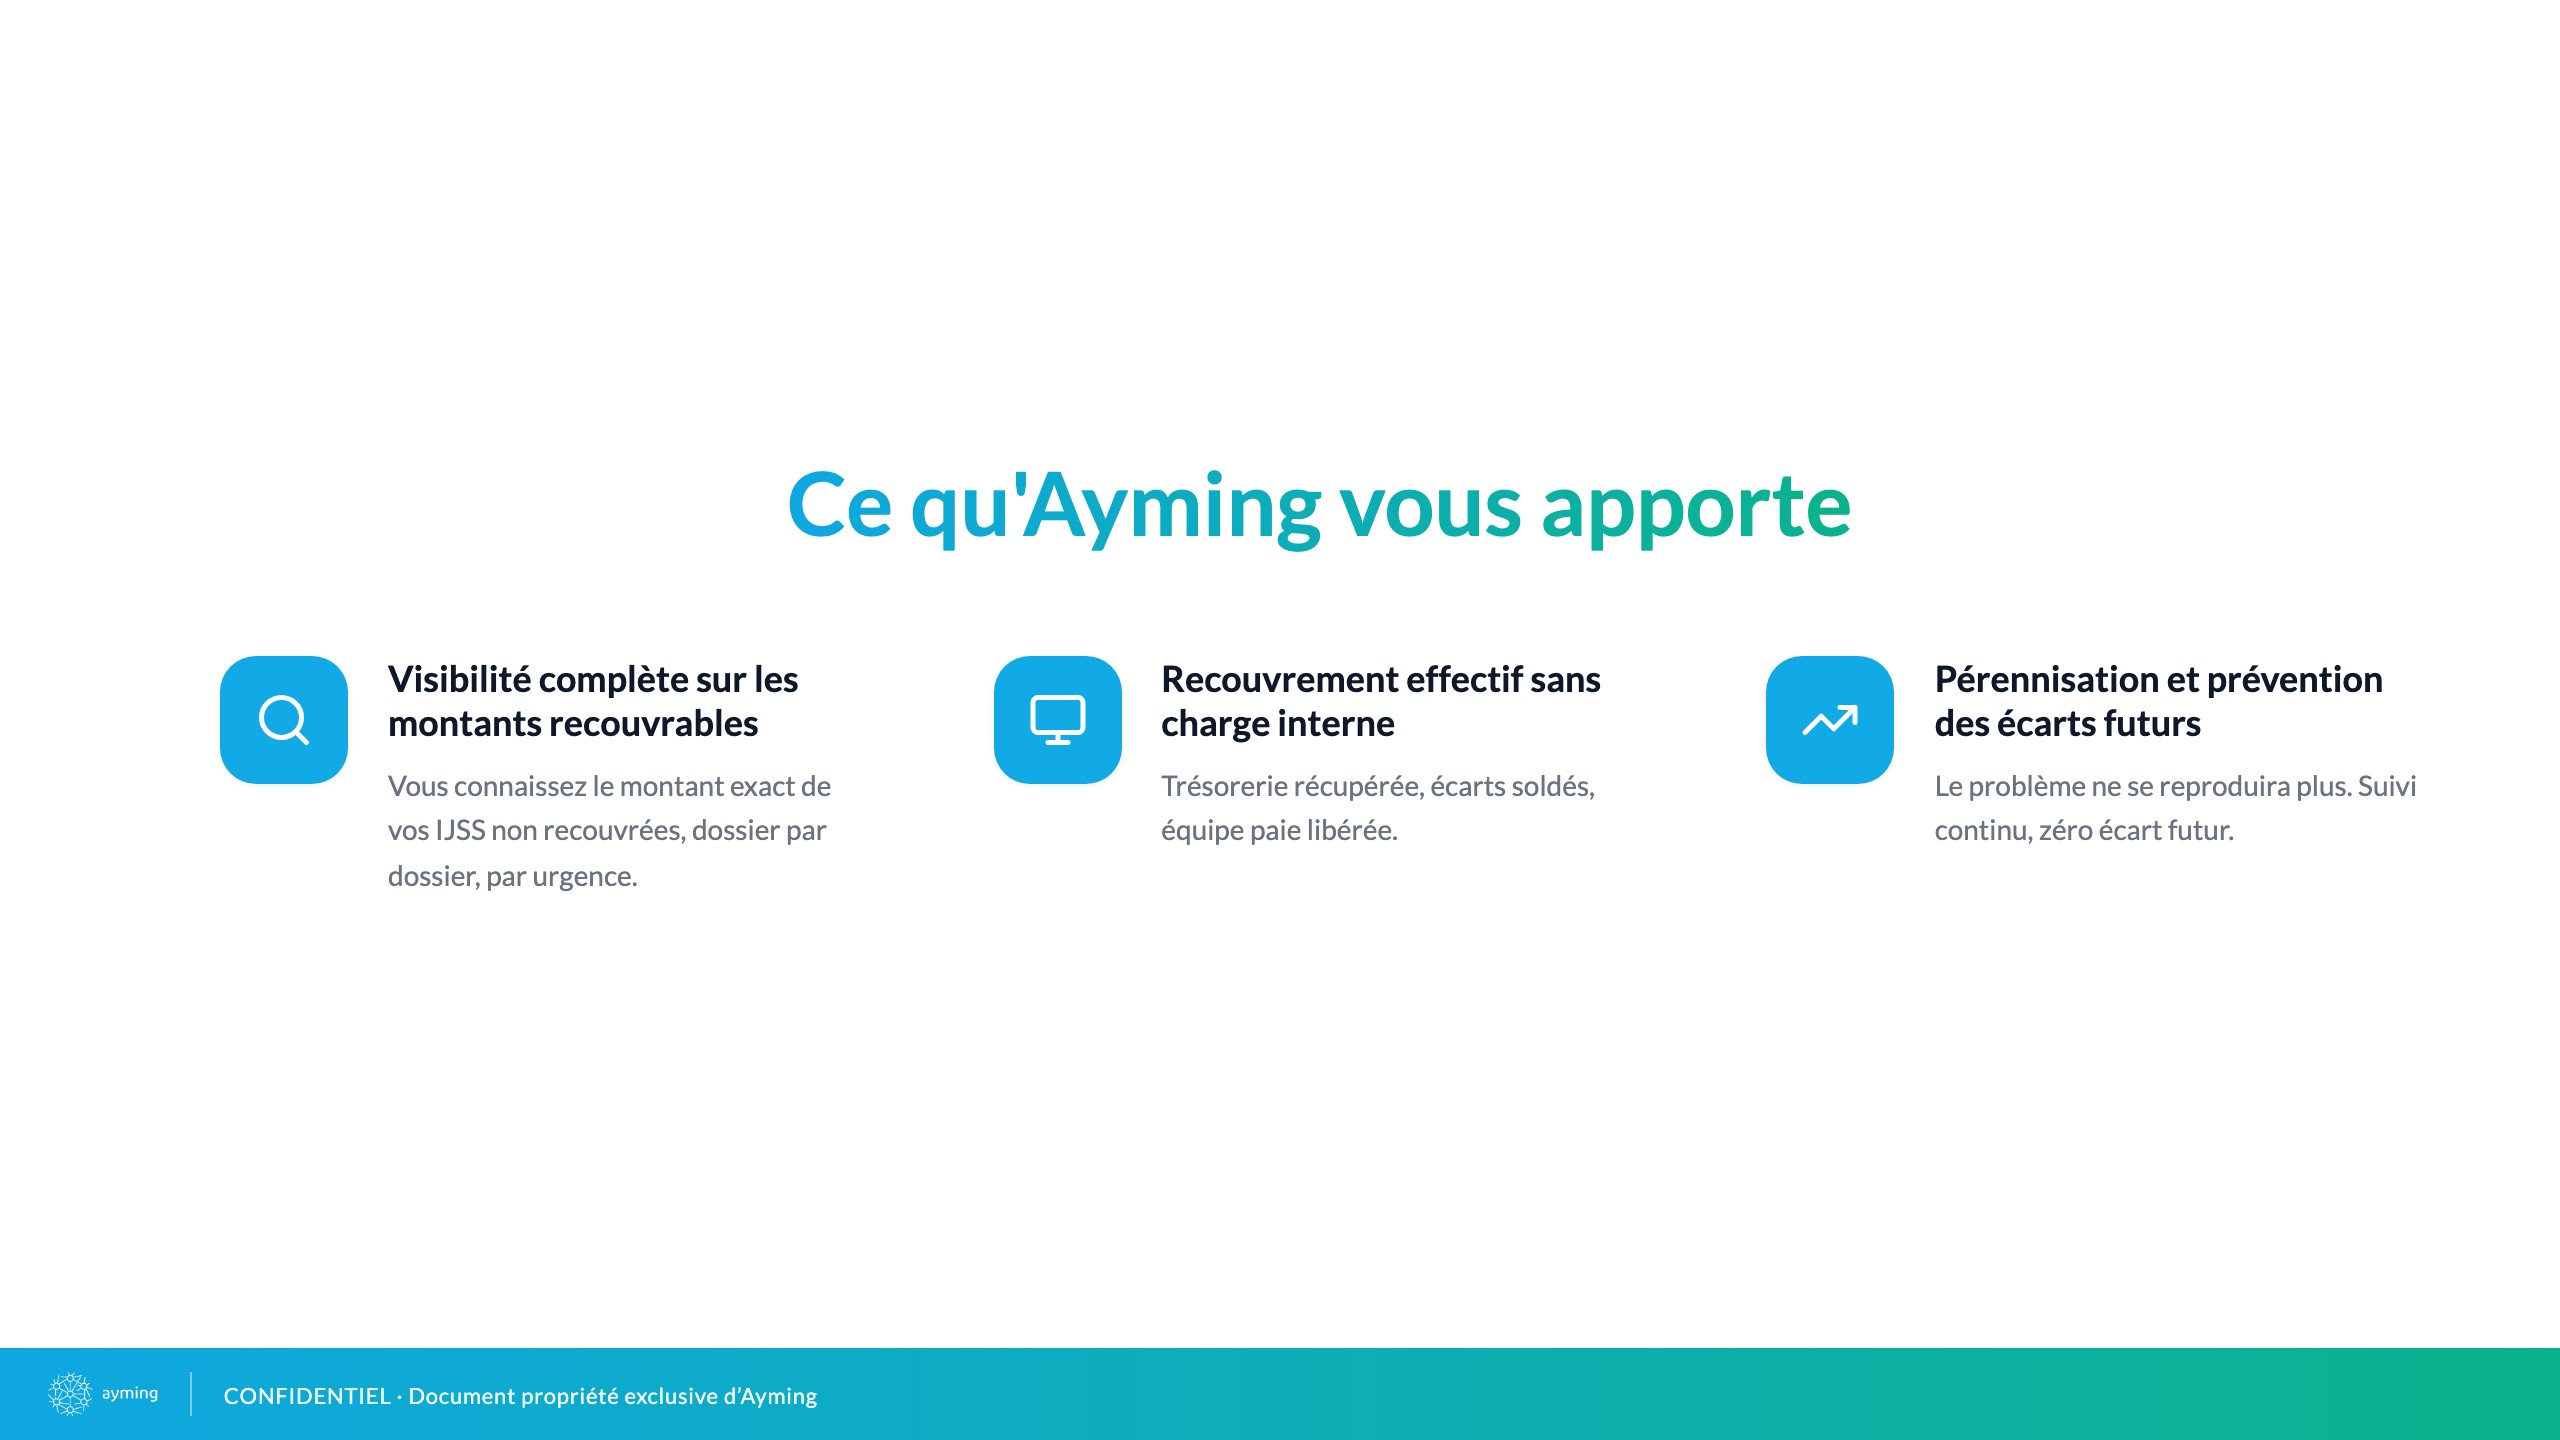 Ce qu'Ayming vous apporte
Visibilité complète sur les
montants recouvrables
Vous connaissez le montant exact de
vos IJSS non recouvrées, dossier par
dossier, par urgence.
Recouvrement effectif sans
charge interne
Trésorerie récupérée, écarts soldés,
équipe paie libérée.
Pérennisation et prévention
des écarts futurs
Le problème ne se reproduira plus. Suivi
continu, zéro écart futur.
ayming
CONFIDENTIEL · Document propriété exclusive d’Ayming